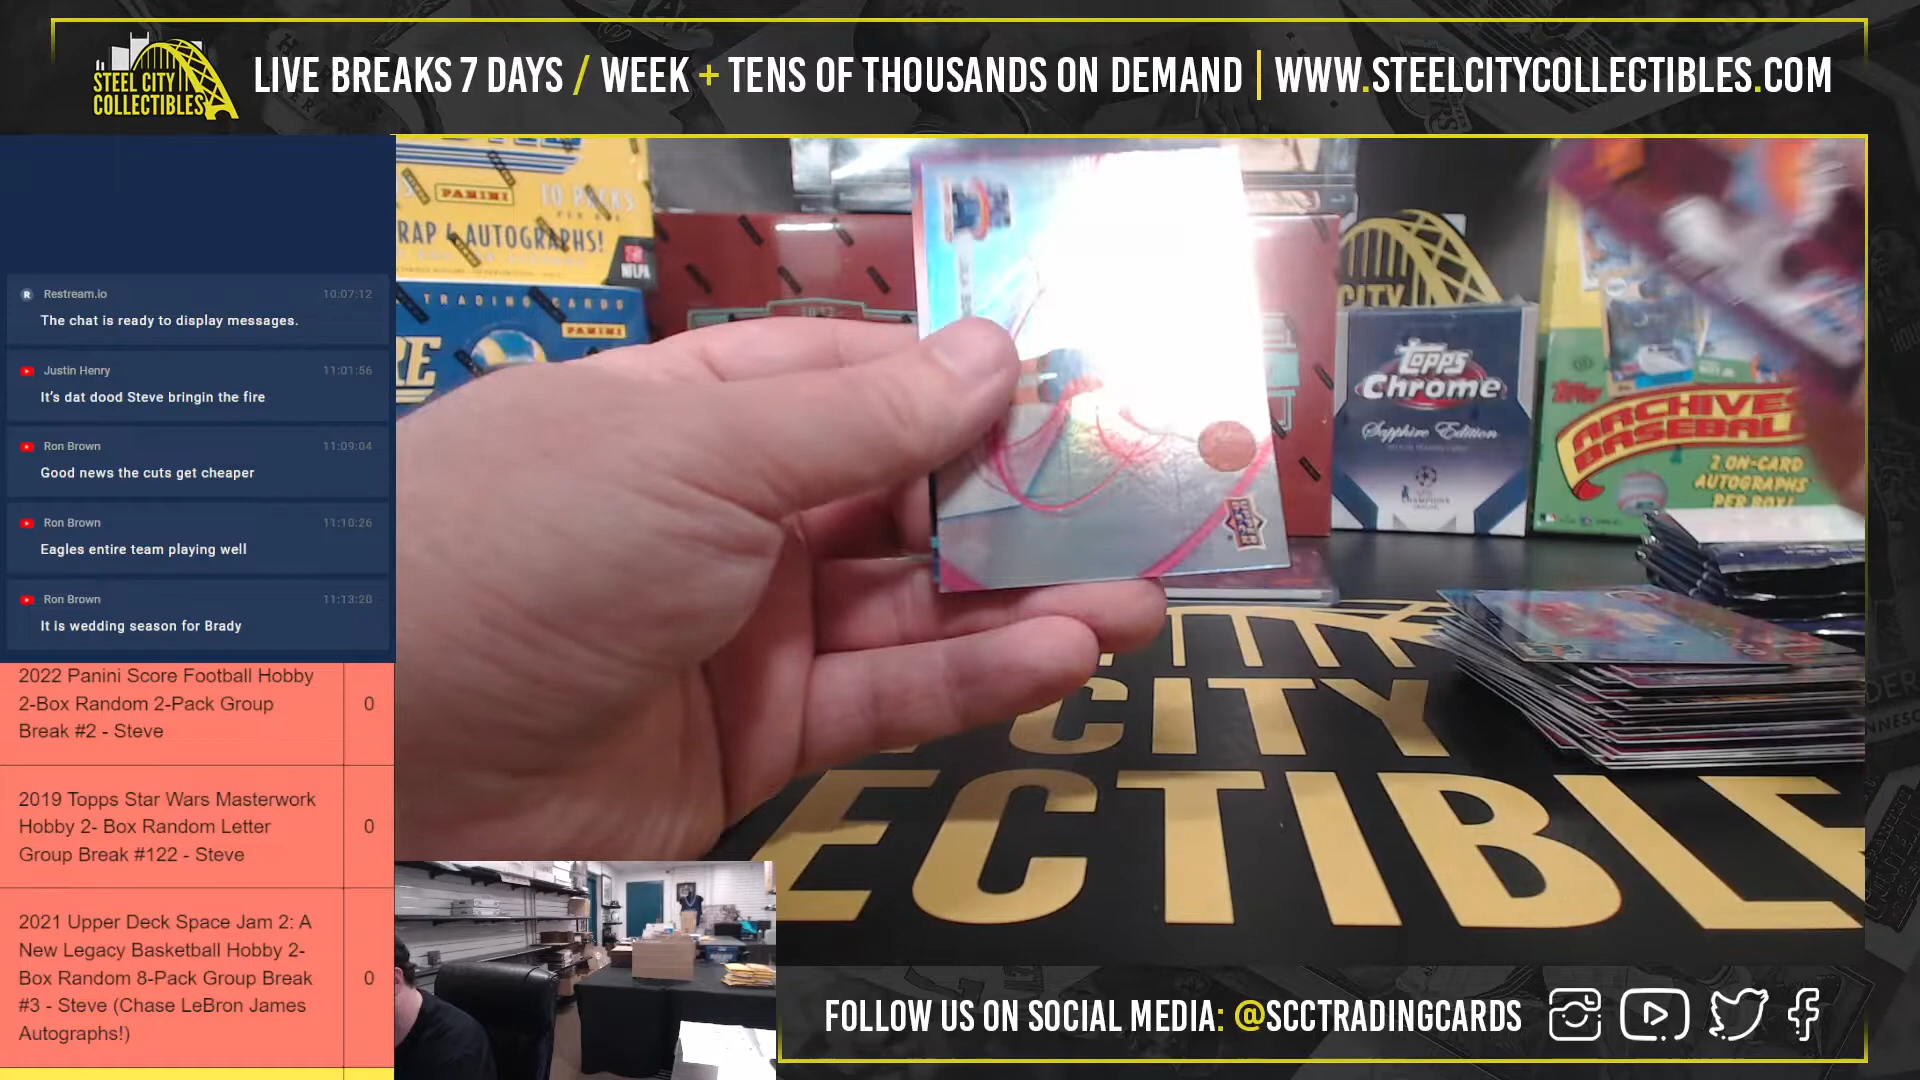 STEEL CITY
COLLECTIBLES
LIVE BREAKS 7 DAYS / WEEK + TENS OF THOUSANDS ON DEMAND | WWW.STEELCITYCOLLECTIBLES.COM
Restream.io 10:07:12
The chat is ready to display messages.
Justin Henry 11:01:56
It's dat dood Steve bringin the fire
Ron Brown 11:09:04
Good news the cuts get cheaper
Ron Brown 11:10:26
Eagles entire team playing well
Ron Brown 11:13:20
It is wedding season for Brady
2022 Panini Score Football Hobby
2-Box Random 2-Pack Group 0
Break #2 - Steve
2019 Topps Star Wars Masterwork
Hobby 2- Box Random Letter 0
Group Break #122 - Steve
2021 Upper Deck Space Jam 2: A
New Legacy Basketball Hobby 2-
Box Random 8-Pack Group Break 0
#3 - Steve (Chase LeBron James
Autographs!)
PANINI
10 PACKS
AUTOGRAPHS!
NFLPA
TRADING CARDS
PANINI
RE
CITY
Topps
Chrome
Sapphire Edition
CHAMPIONS
Topps
ARCHIVES
BASEBALL
2 ON-CARD
AUTOGRAPHS
PER BOX!
CITY
ECTIBLE
FOLLOW US ON SOCIAL MEDIA: @SCCTRADINGCARDS